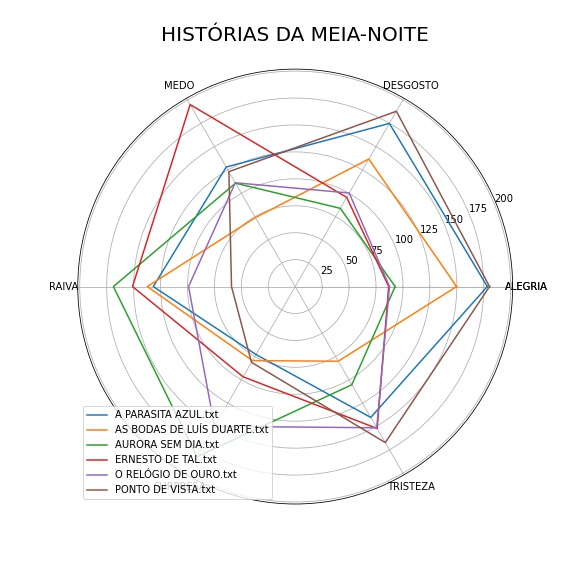 HISTÓRIAS DA MEIA-NOITE
MEDO
DESGOSTO
200
175
150
125
100
75
50
25
RAIVA
ALEGRIA
A PARASITA AZUL.txt
AS BODAS DE LUÍS DUARTE.txt
AURORA SEM DIA.txt
ERNESTO DE TAL.txt
O RELÓGIO DE OURO.txt
PONTO DE VISTA.txt
TRISTEZA